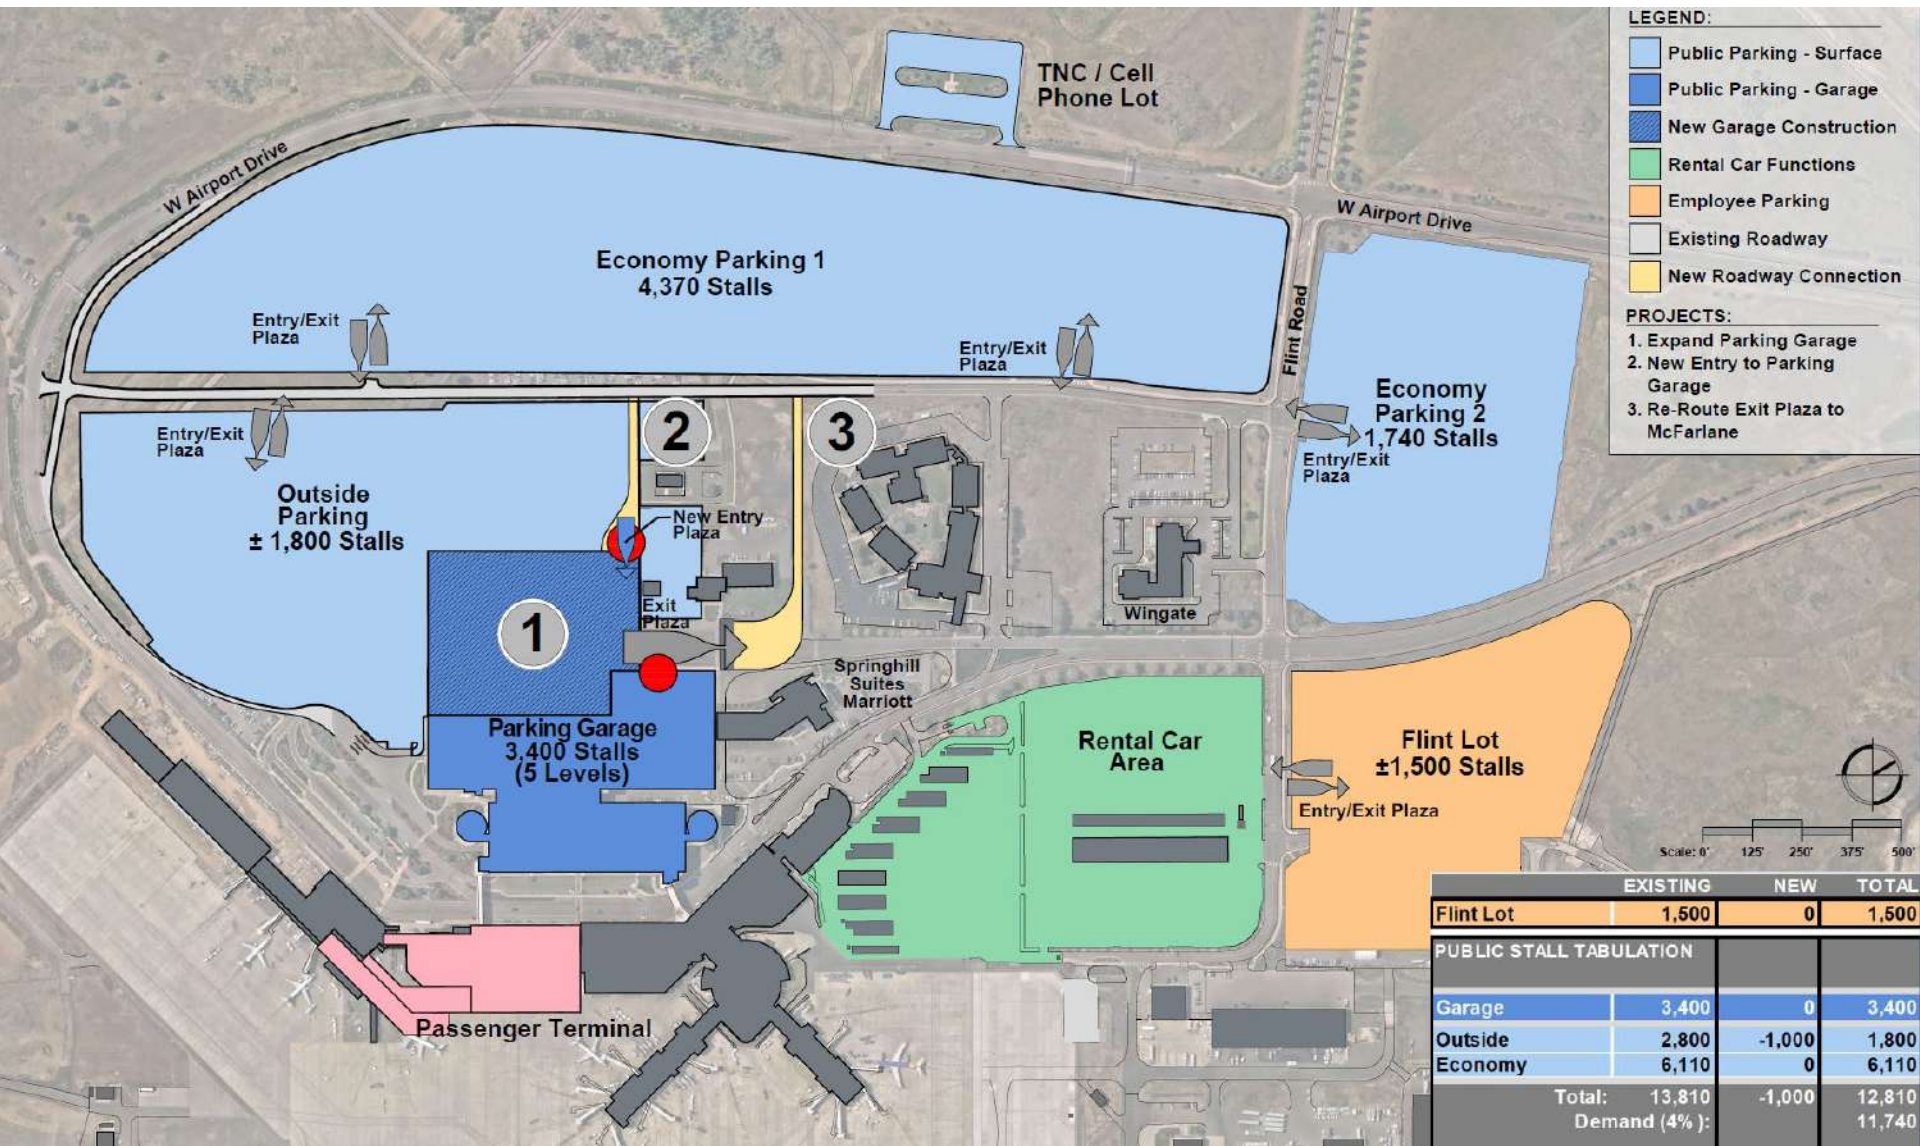 TNC / Cell
Phone Lot
W Airport Drive
W Airport Drive
Economy Parking 1
4,370 Stalls
Entry/Exit
Plaza
Entry/Exit
Plaza
Flint Road
Economy
Parking 2
1,740 Stalls
Entry/Exit
Plaza
Entry/Exit
Plaza
2
3
Outside
Parking
± 1,800 Stalls
New Entry
Plaza
Exit
Plaza
1
Wingate
Springhill
Suites
Marriott
Parking Garage
3,400 Stalls
(5 Levels)
Rental Car
Area
Flint Lot
±1,500 Stalls
Entry/Exit Plaza
Passenger Terminal
LEGEND:
Public Parking - Surface
Public Parking - Garage
New Garage Construction
Rental Car Functions
Employee Parking
Existing Roadway
New Roadway Connection
PROJECTS:
1. Expand Parking Garage
2. New Entry to Parking
Garage
3. Re-Route Exit Plaza to
McFarlane
Scale: 0' 125' 250' 375' 500'
EXISTING NEW TOTAL
Flint Lot 1,500 0 1,500
PUBLIC STALL TABULATION
Garage 3,400 0 3,400
Outside 2,800 -1,000 1,800
Economy 6,110 0 6,110
Total: 13,810 -1,000 12,810
Demand (4%): 11,740